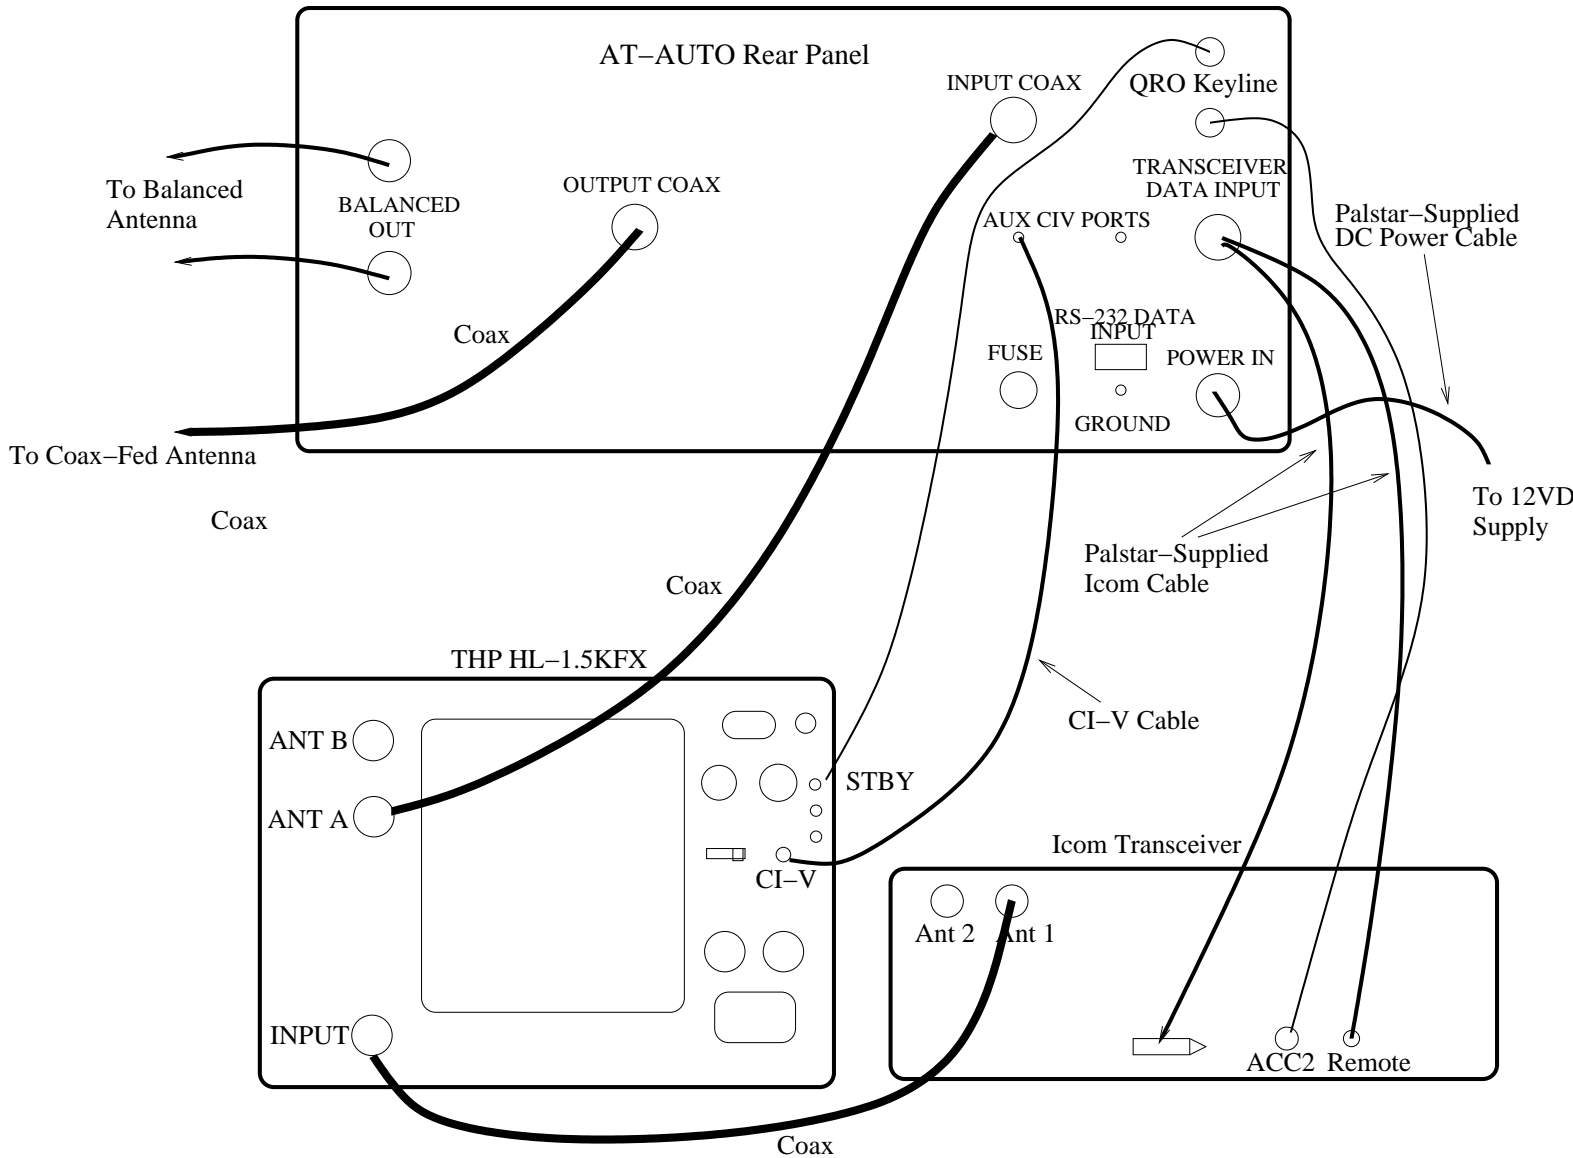 AT−AUTO Rear Panel
INPUT COAX
QRO Keyline
To Balanced
Antenna
BALANCED
OUT
OUTPUT COAX
TRANSCEIVER
DATA INPUT
AUX CIV PORTS
Palstar−Supplied
DC Power Cable
Coax
RS−232 DATA
INPUT
FUSE
POWER IN
GROUND
To Coax−Fed Antenna
Coax
To 12VD
Supply
Palstar−Supplied
Icom Cable
Coax
THP HL−1.5KFX
CI−V Cable
ANT B
STBY
ANT A
Icom Transceiver
CI−V
Ant 2
Ant 1
INPUT
ACC2
Remote
Coax